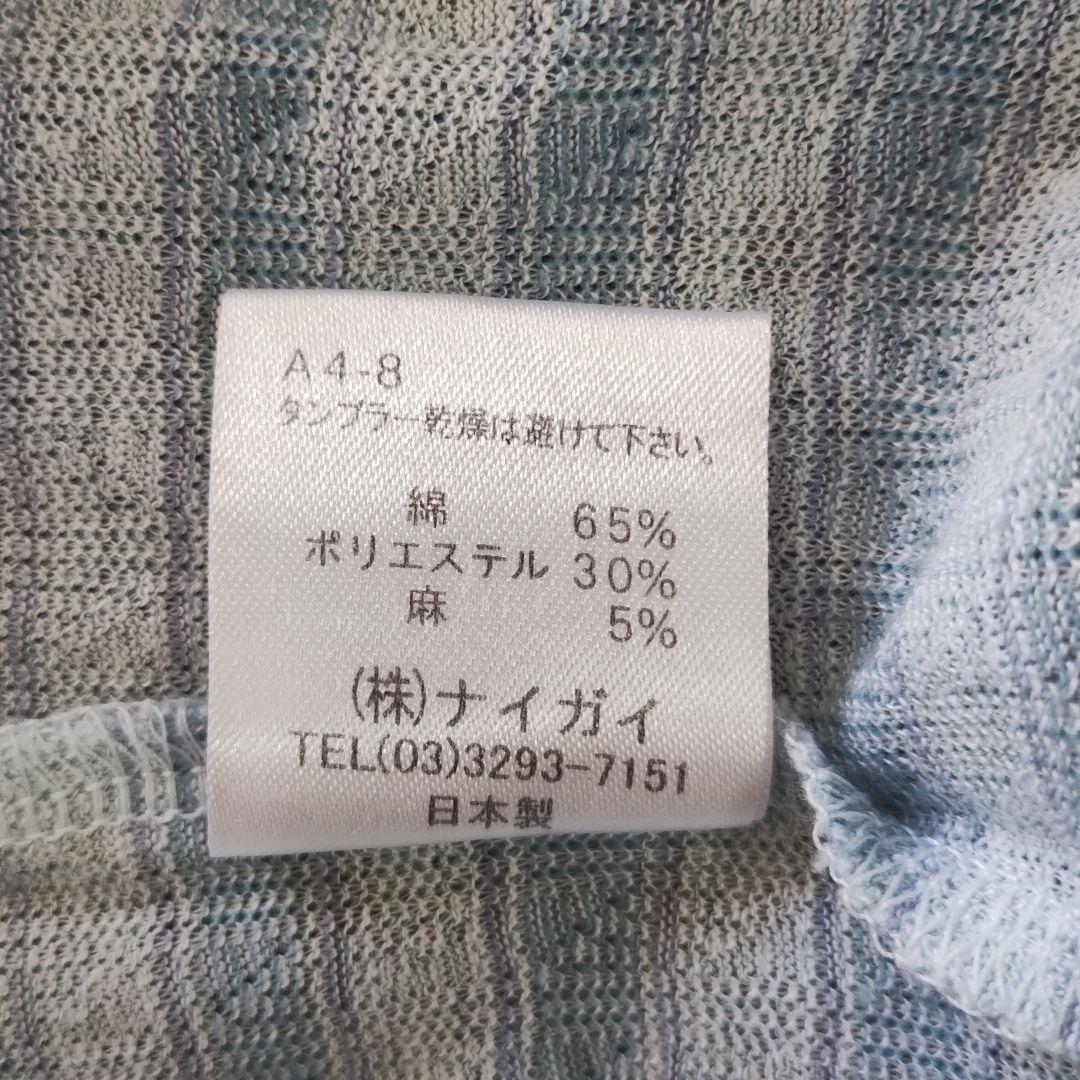 A4-8
タンブラー乾燥は避けて下さい。
綿 65%
ポリエステル 30%
麻 5%
(株)ナイガイ
TEL(03)3293-7151
日本製